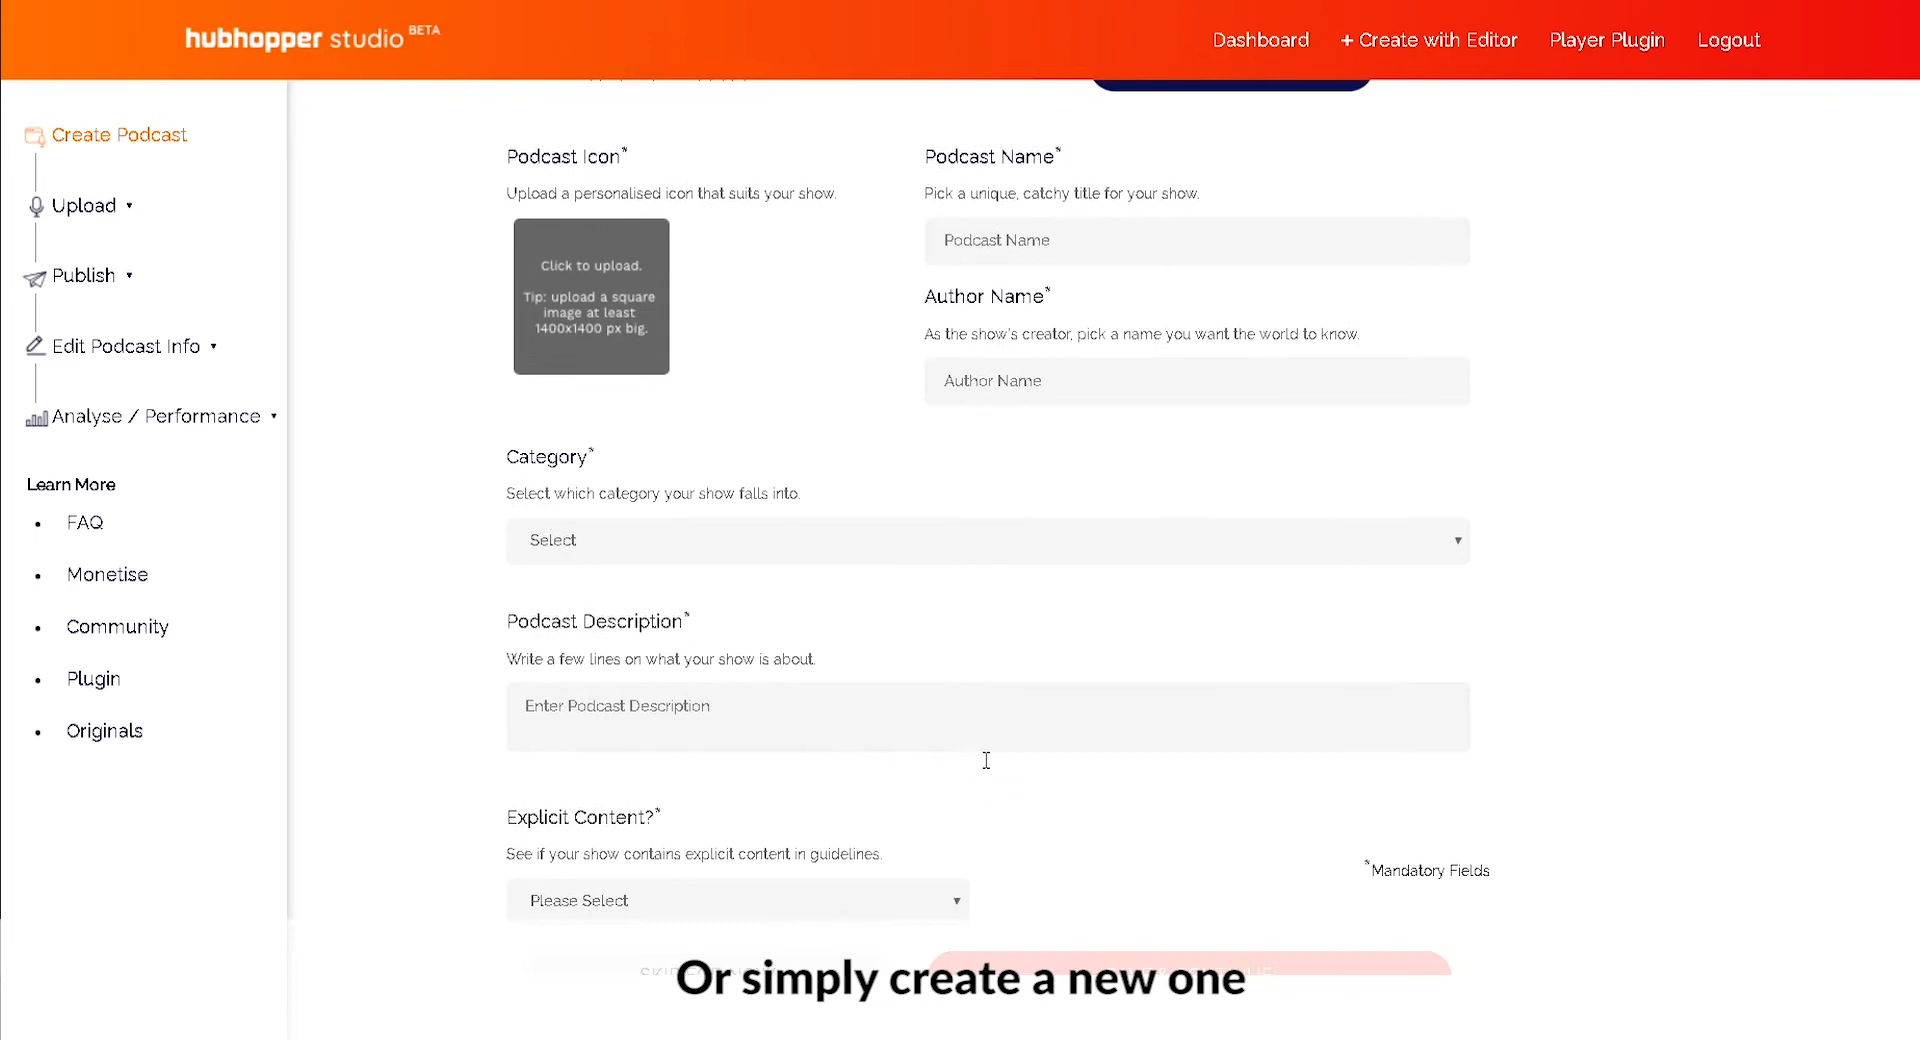 hubhopper studio BETA
Dashboard
+ Create with Editor
Player Plugin
Logout
Create Podcast
Upload ▾
Publish ▾
Edit Podcast Info ▾
Analyse / Performance ▾
Learn More
• FAQ
• Monetise
• Community
• Plugin
• Originals
Podcast Icon*
Upload a personalised icon that suits your show.
Click to upload.
Tip: upload a square
image at least
1400x1400 px big.
Podcast Name*
Pick a unique, catchy title for your show.
Podcast Name
Author Name*
As the show's creator, pick a name you want the world to know.
Author Name
Category*
Select which category your show falls into.
Select
Podcast Description*
Write a few lines on what your show is about.
Enter Podcast Description
Explicit Content?*
See if your show contains explicit content in guidelines.
Please Select
*Mandatory Fields
Or simply create a new one